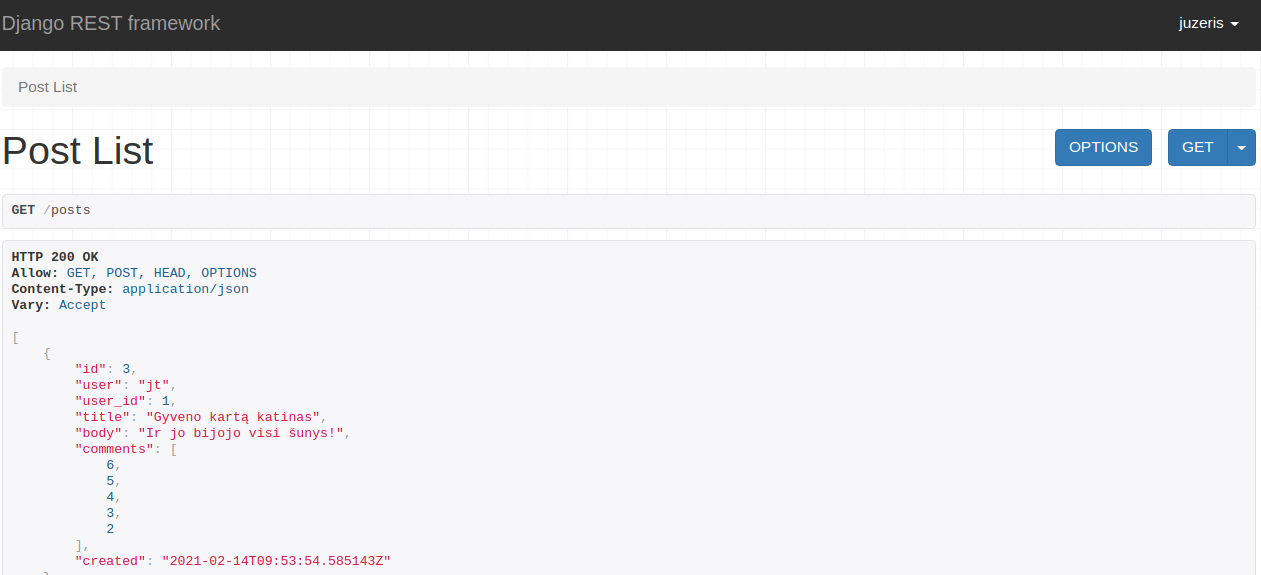 Django REST framework
juzeris
Post List
Post List
OPTIONS
GET
GET /posts
HTTP 200 OK
Allow: GET, POST, HEAD, OPTIONS
Content-Type: application/json
Vary: Accept
[
{
"id": 3,
"user": "jt",
"user_id": 1,
"title": "Gyveno kartą katinas",
"body": "Ir jo bijojo visi šunys!",
"comments": [
6,
5,
4,
3,
2
],
"created": "2021-02-14T09:53:54.585143Z"